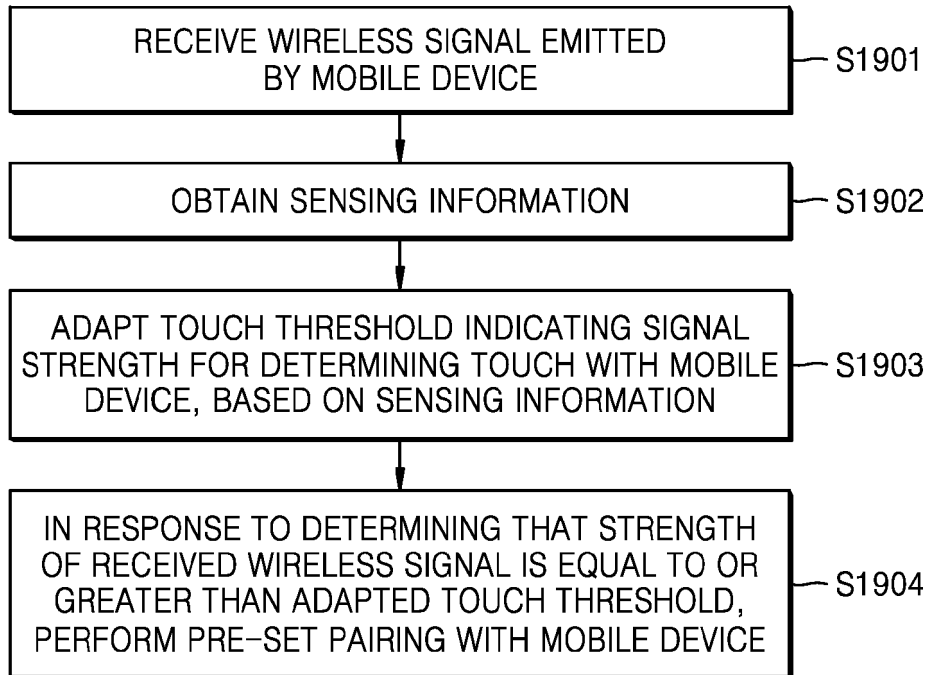 RECEIVE WIRELESS SIGNAL EMITTED
BY MOBILE DEVICE
S1901
OBTAIN SENSING INFORMATION
S1902
ADAPT TOUCH THRESHOLD INDICATING SIGNAL
STRENGTH FOR DETERMINING TOUCH WITH MOBILE
DEVICE, BASED ON SENSING INFORMATION
S1903
IN RESPONSE TO DETERMINING THAT STRENGTH
OF RECEIVED WIRELESS SIGNAL IS EQUAL TO OR
GREATER THAN ADAPTED TOUCH THRESHOLD,
PERFORM PRE-SET PAIRING WITH MOBILE DEVICE
S1904